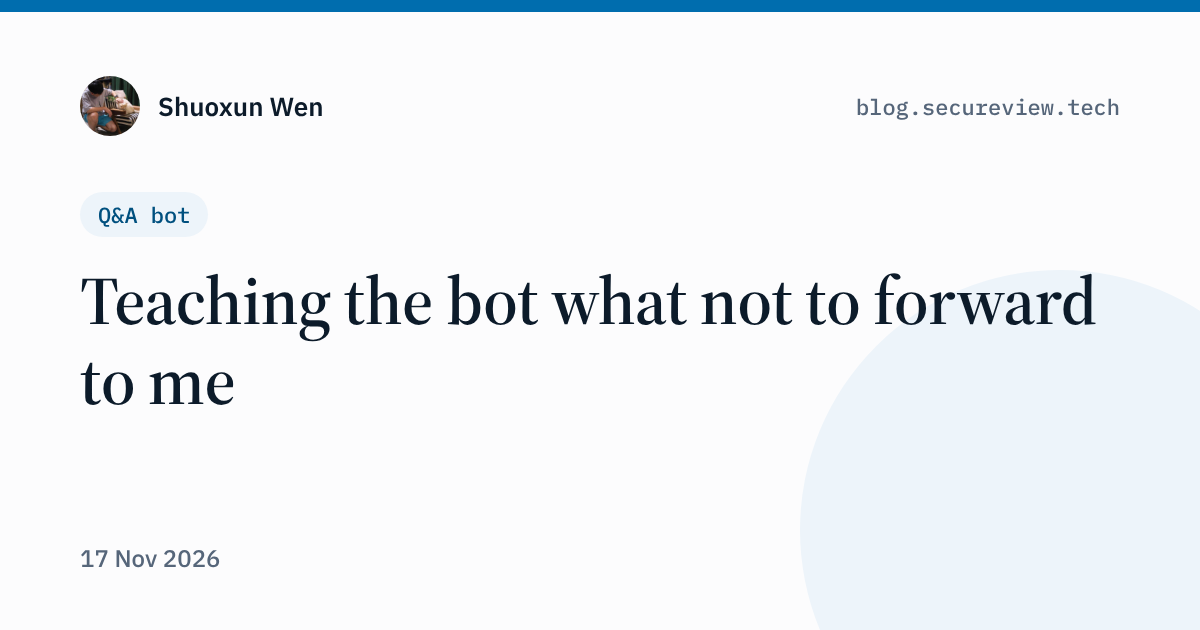 Shuoxun Wen
blog.secureview.tech
Q&A bot
Teaching the bot what not to forward
to me
17 Nov 2026